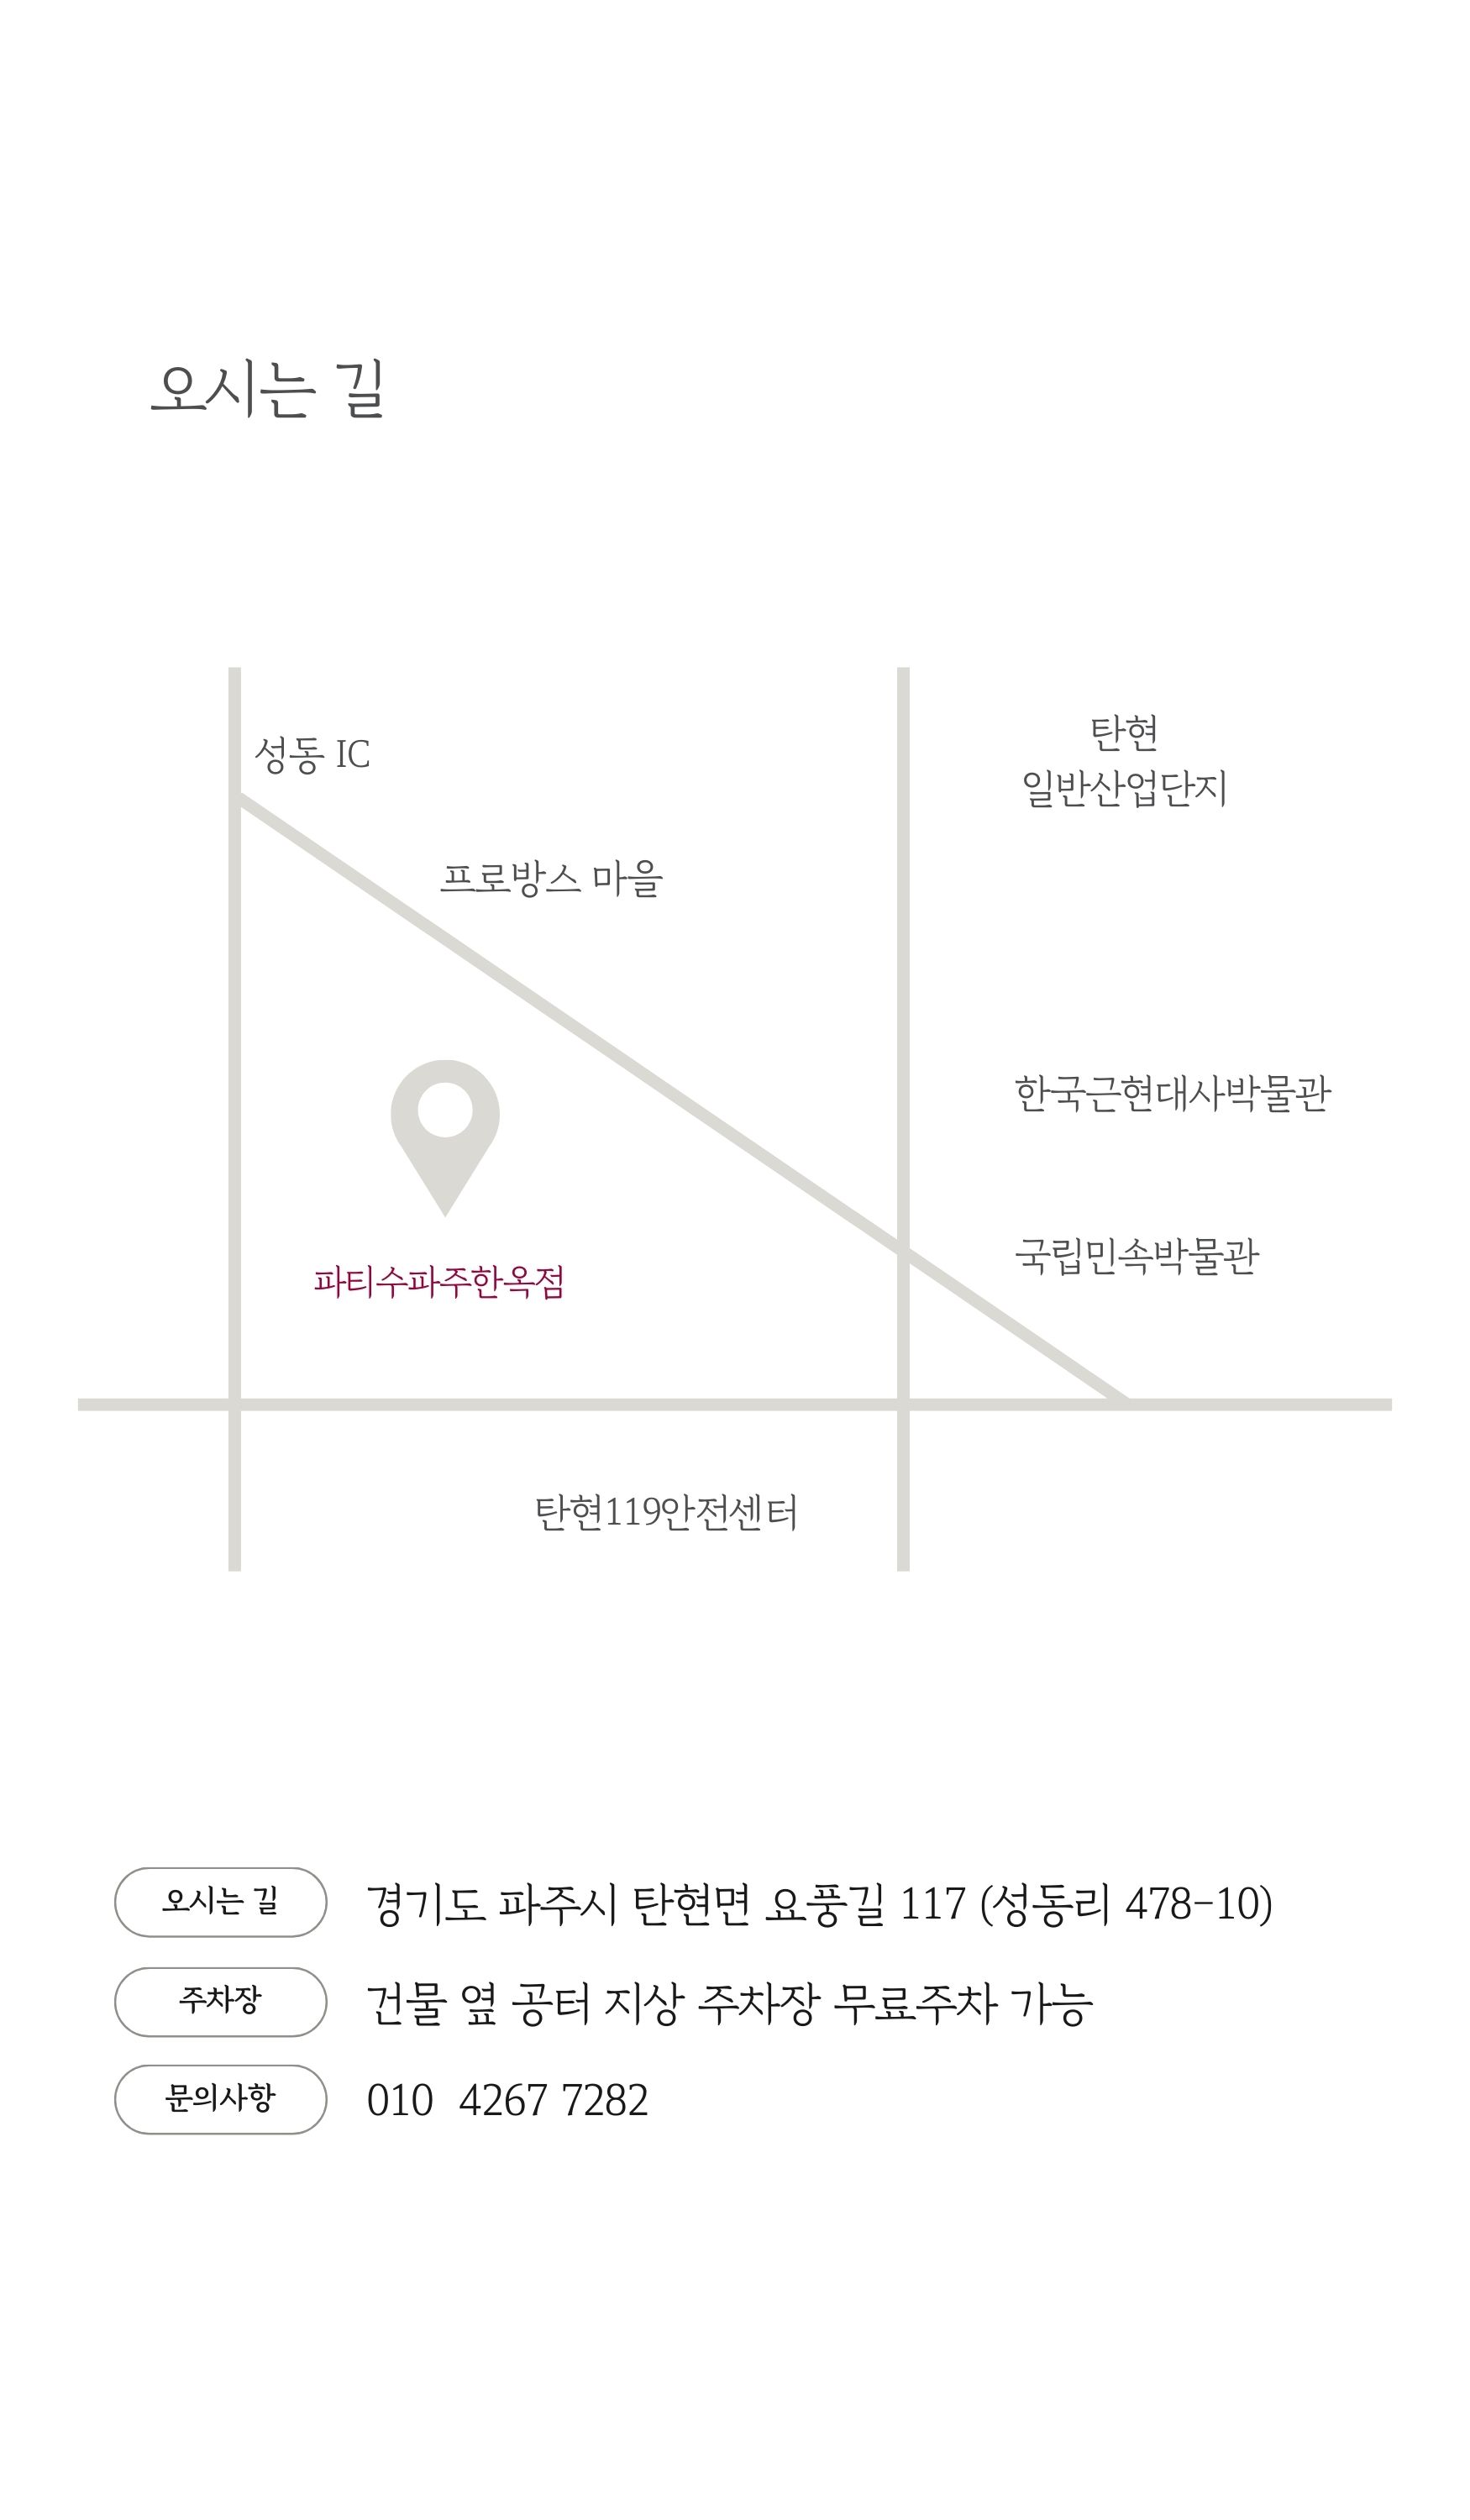 오시는 길
성동 IC
탄현
일반산업단지
프로방스 마을
한국근현대사박물관
국립민속박물관
파티수파주한옥점
탄현119안전센터
오시는 길 경기도 파주시 탄현면 요풍길 117 (성동리 478-10)
주차장 건물 옆 공터 지상 주차장 무료주차 가능
문의사항 010 4267 7282